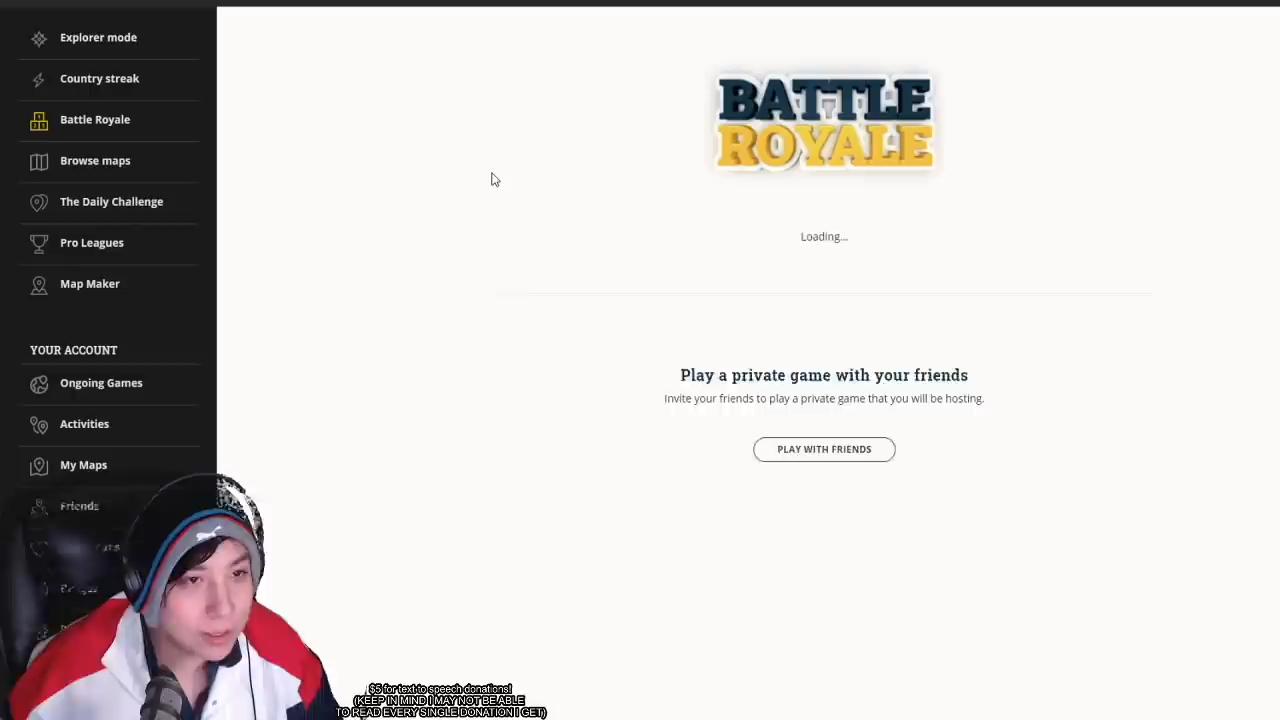 Explorer mode
Country streak
Battle Royale
Browse maps
The Daily Challenge
Pro Leagues
Map Maker
YOUR ACCOUNT
Ongoing Games
Activities
My Maps
Friends
BATTLE
ROYALE
Loading...
Play a private game with your friends
Invite your friends to play a private game that you will be hosting.
PLAY WITH FRIENDS
$5 for text to speech donations!
(KEEP IN MIND I MAY NOT BE ABLE
TO READ EVERY SINGLE DONATION I GET)